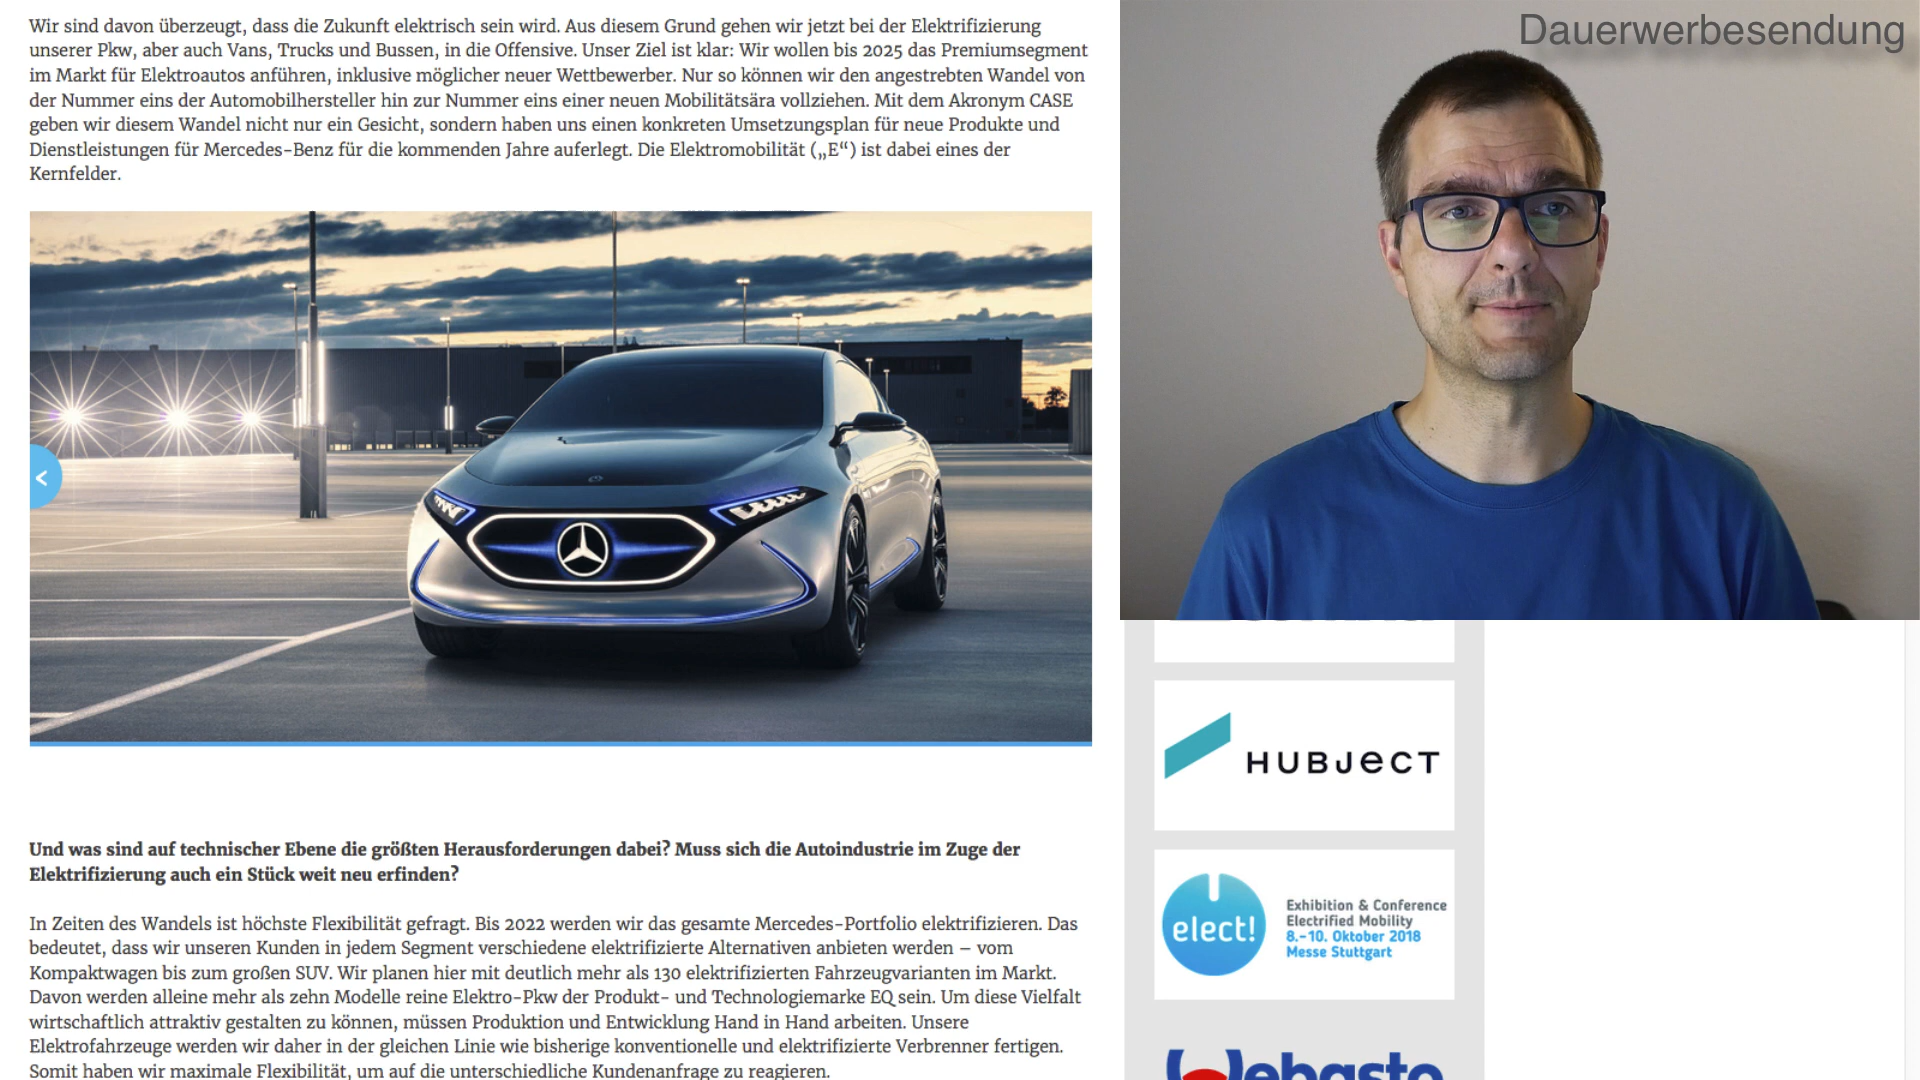 Wir sind davon überzeugt, dass die Zukunft elektrisch sein wird. Aus diesem Grund gehen wir jetzt bei der Elektrifizierung
unserer Pkw, aber auch Vans, Trucks und Bussen, in die Offensive. Unser Ziel ist klar: Wir wollen bis 2025 das Premiumsegment
im Markt für Elektroautos anführen, inklusive möglicher neuer Wettbewerber. Nur so können wir den angestrebten Wandel von
der Nummer eins der Automobilhersteller hin zur Nummer eins einer neuen Mobilitätsära vollziehen. Mit dem Akronym CASE
geben wir diesem Wandel nicht nur ein Gesicht, sondern haben uns einen konkreten Umsetzungsplan für neue Produkte und
Dienstleistungen für Mercedes-Benz für die kommenden Jahre auferlegt. Die Elektromobilität („E“) ist dabei eines der
Kernfelder.
Und was sind auf technischer Ebene die größten Herausforderungen dabei? Muss sich die Autoindustrie im Zuge der
Elektrifizierung auch ein Stück weit neu erfinden?
In Zeiten des Wandels ist höchste Flexibilität gefragt. Bis 2022 werden wir das gesamte Mercedes-Portfolio elektrifizieren. Das
bedeutet, dass wir unseren Kunden in jedem Segment verschiedene elektrifizierte Alternativen anbieten werden – vom
Kompaktwagen bis zum großen SUV. Wir planen hier mit deutlich mehr als 130 elektrifizierten Fahrzeugvarianten im Markt.
Davon werden alleine mehr als zehn Modelle reine Elektro-Pkw der Produkt- und Technologiemarke EQ sein. Um diese Vielfalt
wirtschaftlich attraktiv gestalten zu können, müssen Produktion und Entwicklung Hand in Hand arbeiten. Unsere
Elektrofahrzeuge werden wir daher in der gleichen Linie wie bisherige konventionelle und elektrifizierte Verbrenner fertigen.
Somit haben wir maximale Flexibilität, um auf die unterschiedliche Kundenanfrage zu reagieren.
Dauerwerbesendung
HUBJECT
elect!
Exhibition & Conference
Electrified Mobility
8.–10. Oktober 2018
Messe Stuttgart
Webasto